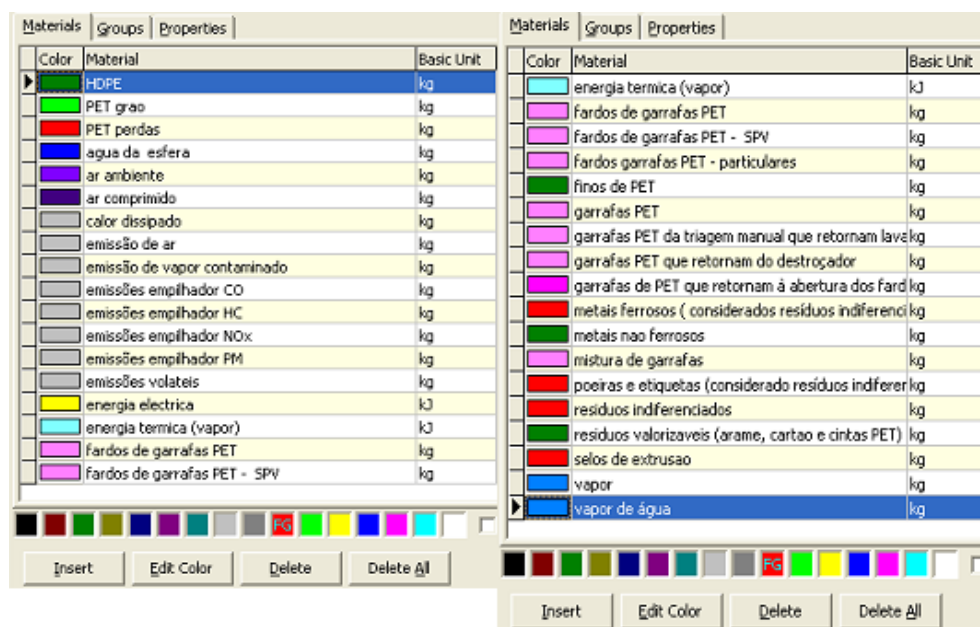 Materials Groups Properties
Color Material Basic Unit
HDPE kg
PET grao kg
PET perdas kg
agua da esfera kg
ar ambiente kg
ar comprimido kg
calor dissipado kg
emissão de ar kg
emissão de vapor contaminado kg
emissões empilhador CO kg
emissões empilhador HC kg
emissões empilhador NOx kg
emissões empilhador PM kg
emissões volateis kg
energia electrica kJ
energia termica (vapor) kJ
fardos de garrafas PET kg
fardos de garrafas PET - SPV kg
FG
Insert Edit Color Delete Delete All
Materials Groups Properties
Color Material Basic Unit
energia termica (vapor) kJ
fardos de garrafas PET kg
fardos de garrafas PET - SPV kg
fardos garrafas PET - particulares kg
finos de PET kg
garrafas PET kg
garrafas PET da triagem manual que retornam lava kg
garrafas PET que retornam do destroçador kg
garrafas de PET que retornam à abertura dos fard kg
metais ferrosos ( considerados resíduos indiferenci kg
metais nao ferrosos kg
mistura de garrafas kg
poeiras e etiquetas (considerado resíduos indiferer kg
residuos indiferenciados kg
residuos valorizaveis (arame, cartao e cintas PET) kg
selos de extrusao kg
vapor kg
vapor de água kg
FG
Insert Edit Color Delete Delete All